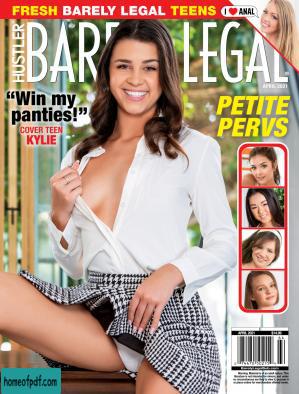 FRESH BARELY LEGAL TEENS
I ♥ ANAL
HUSTLER
BARELY LEGAL
APRIL 2021
"Win my
panties!"
COVER TEEN
KYLIE
PETITE
PERVS
APRIL 2021
homeofpdf.com